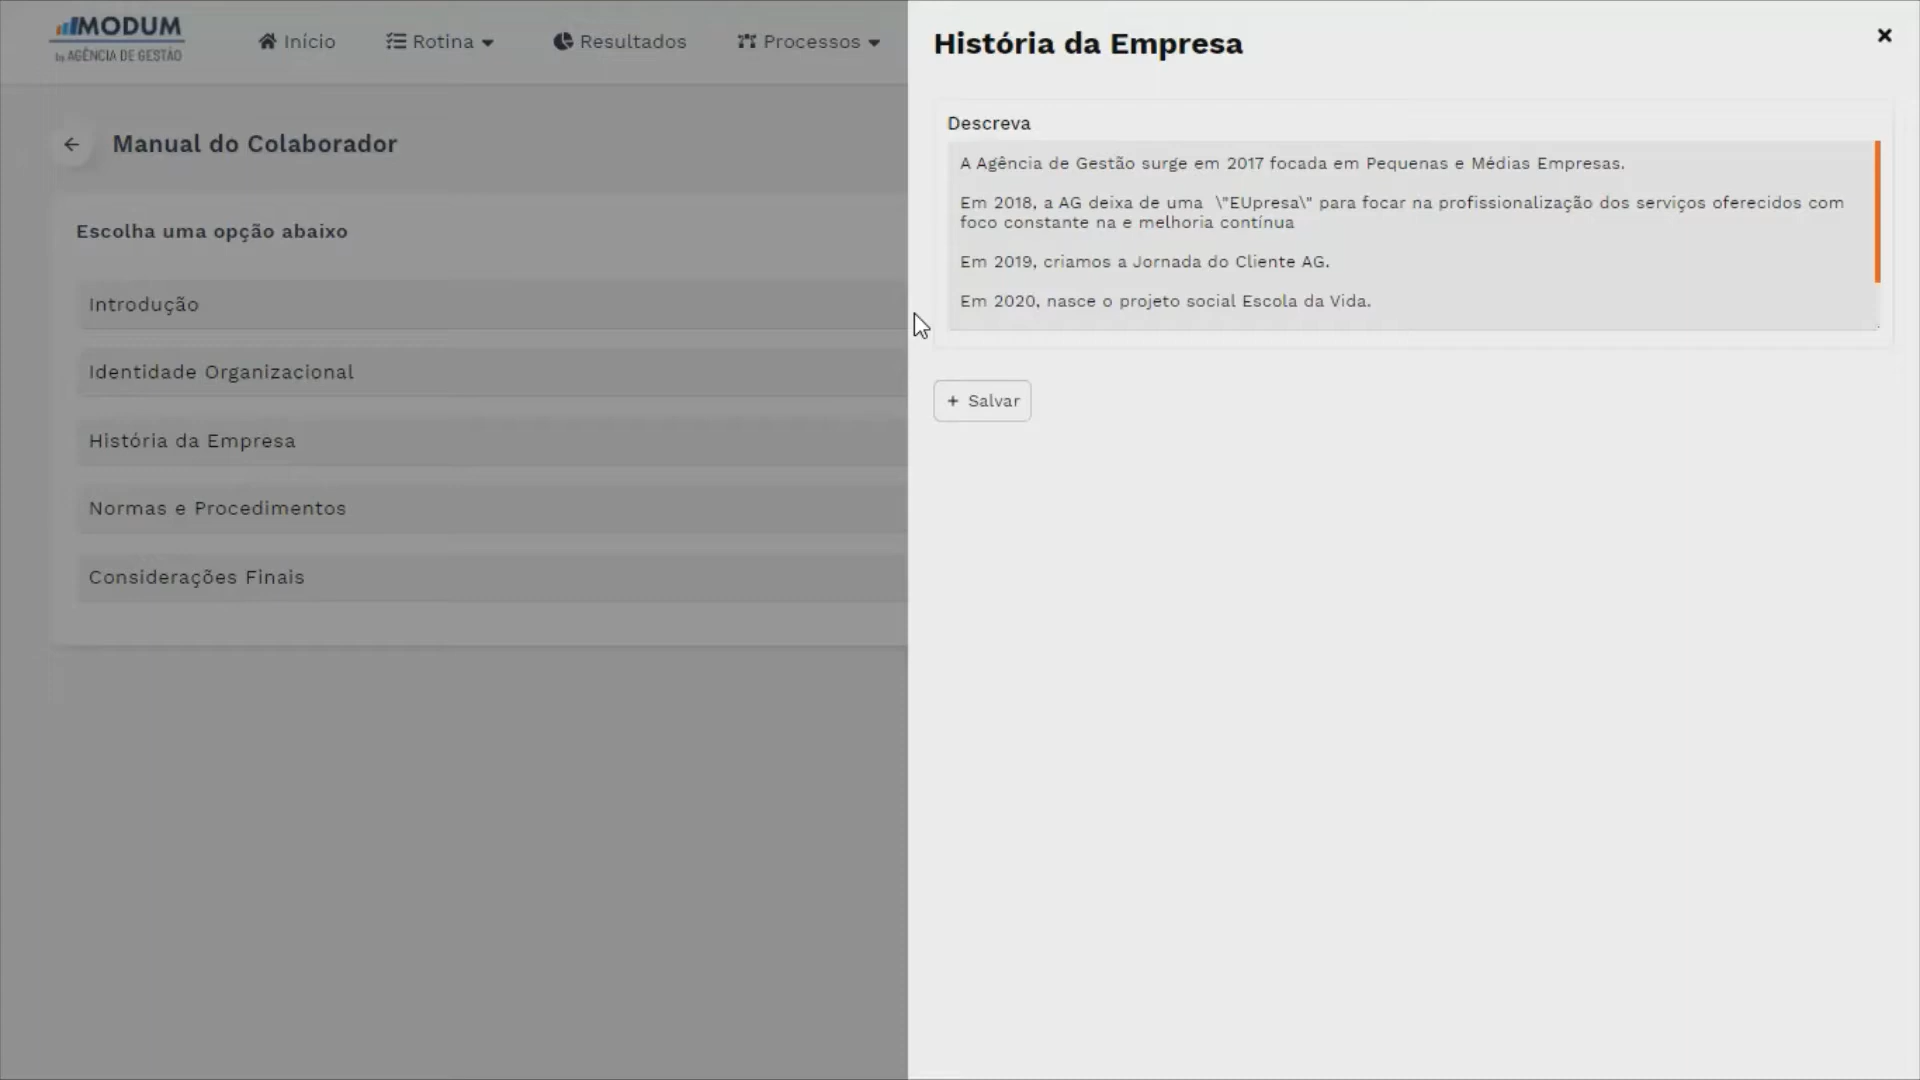 MODUM
by AGÊNCIA DE GESTÃO
Início
Rotina
Resultados
Processos
Manual do Colaborador
Escolha uma opção abaixo
Introdução
Identidade Organizacional
História da Empresa
Normas e Procedimentos
Considerações Finais
História da Empresa
Descreva
A Agência de Gestão surge em 2017 focada em Pequenas e Médias Empresas.
Em 2018, a AG deixa de uma  \"EUpresa\" para focar na profissionalização dos serviços oferecidos com
foco constante na e melhoria contínua
Em 2019, criamos a Jornada do Cliente AG.
Em 2020, nasce o projeto social Escola da Vida.
+ Salvar